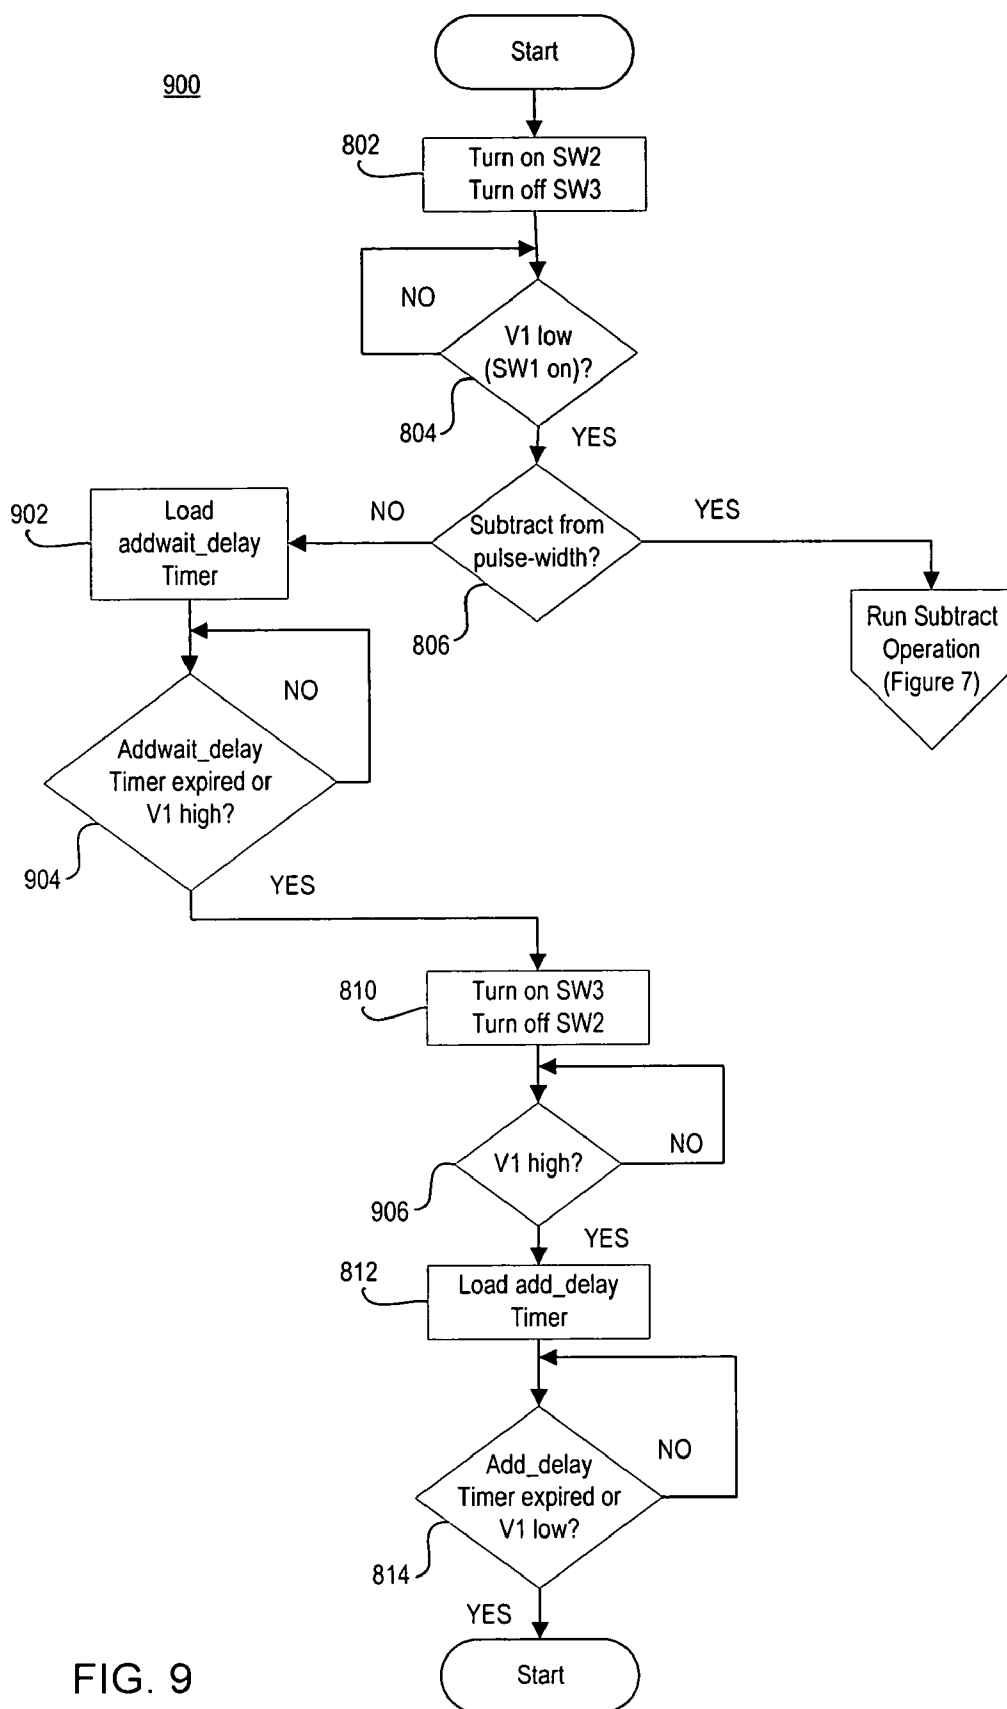 Start
900
802
Turn on SW2
Turn off SW3
NO
V1 low
(SW1 on)?
804
YES
902
Load
addwait_delay
Timer
NO
Subtract from
pulse-width?
YES
806
Run Subtract
Operation
(Figure 7)
NO
Addwait_delay
Timer expired or
V1 high?
904
YES
810
Turn on SW3
Turn off SW2
V1 high?
NO
906
YES
812
Load add_delay
Timer
NO
Add_delay
Timer expired or
V1 low?
814
YES
Start
FIG. 9